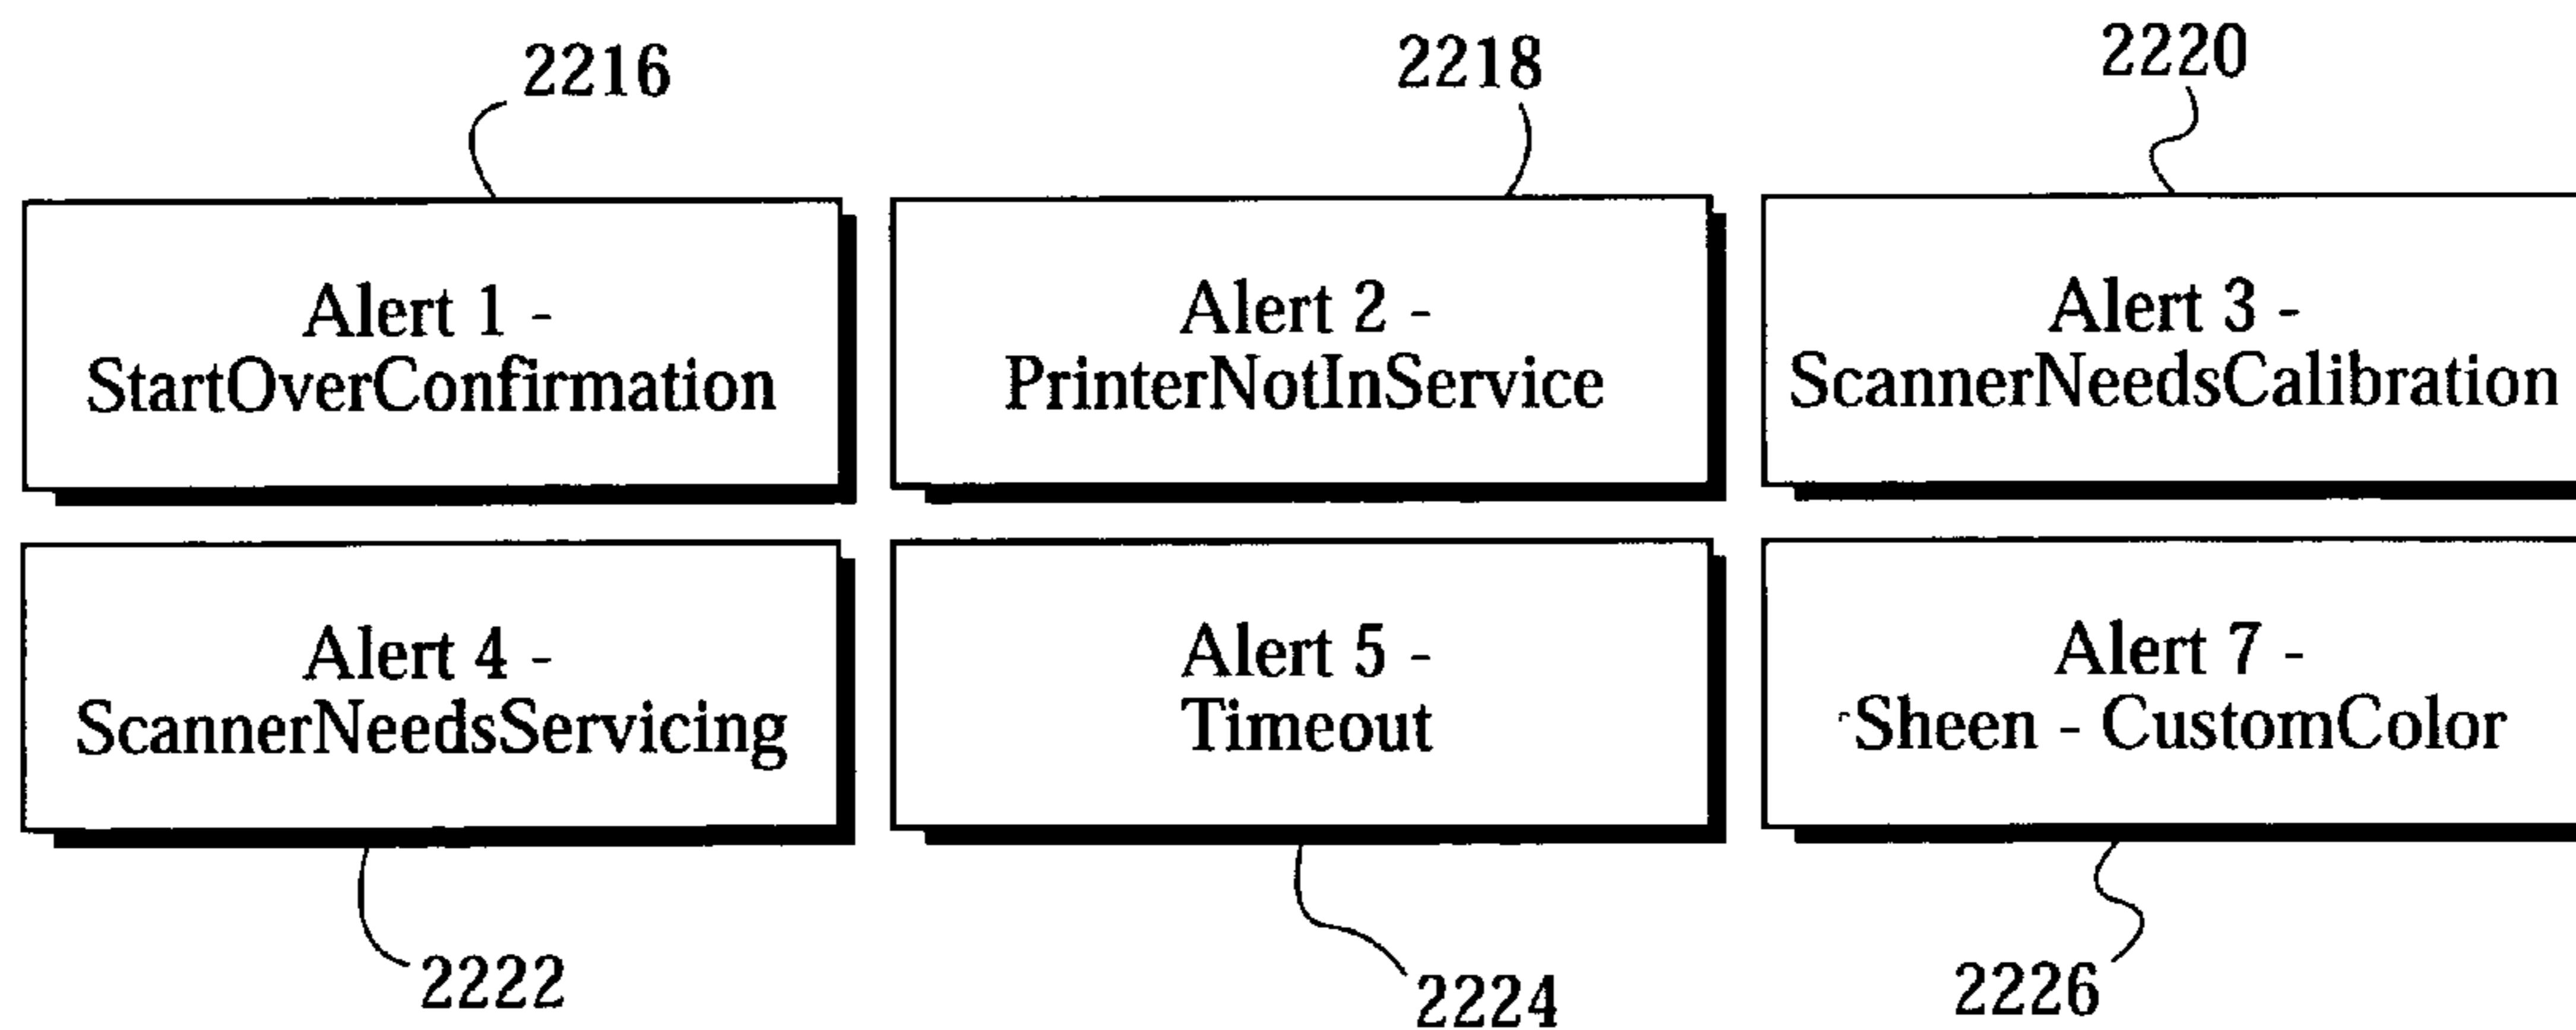 2216
2218
2220
Alert 1 -
StartOverConfirmation
Alert 2 -
PrinterNotInService
Alert 3 -
ScannerNeedsCalibration
Alert 4 -
ScannerNeedsServicing
Alert 5 -
Timeout
Alert 7 -
Sheen - CustomColor
2222
2224
2226